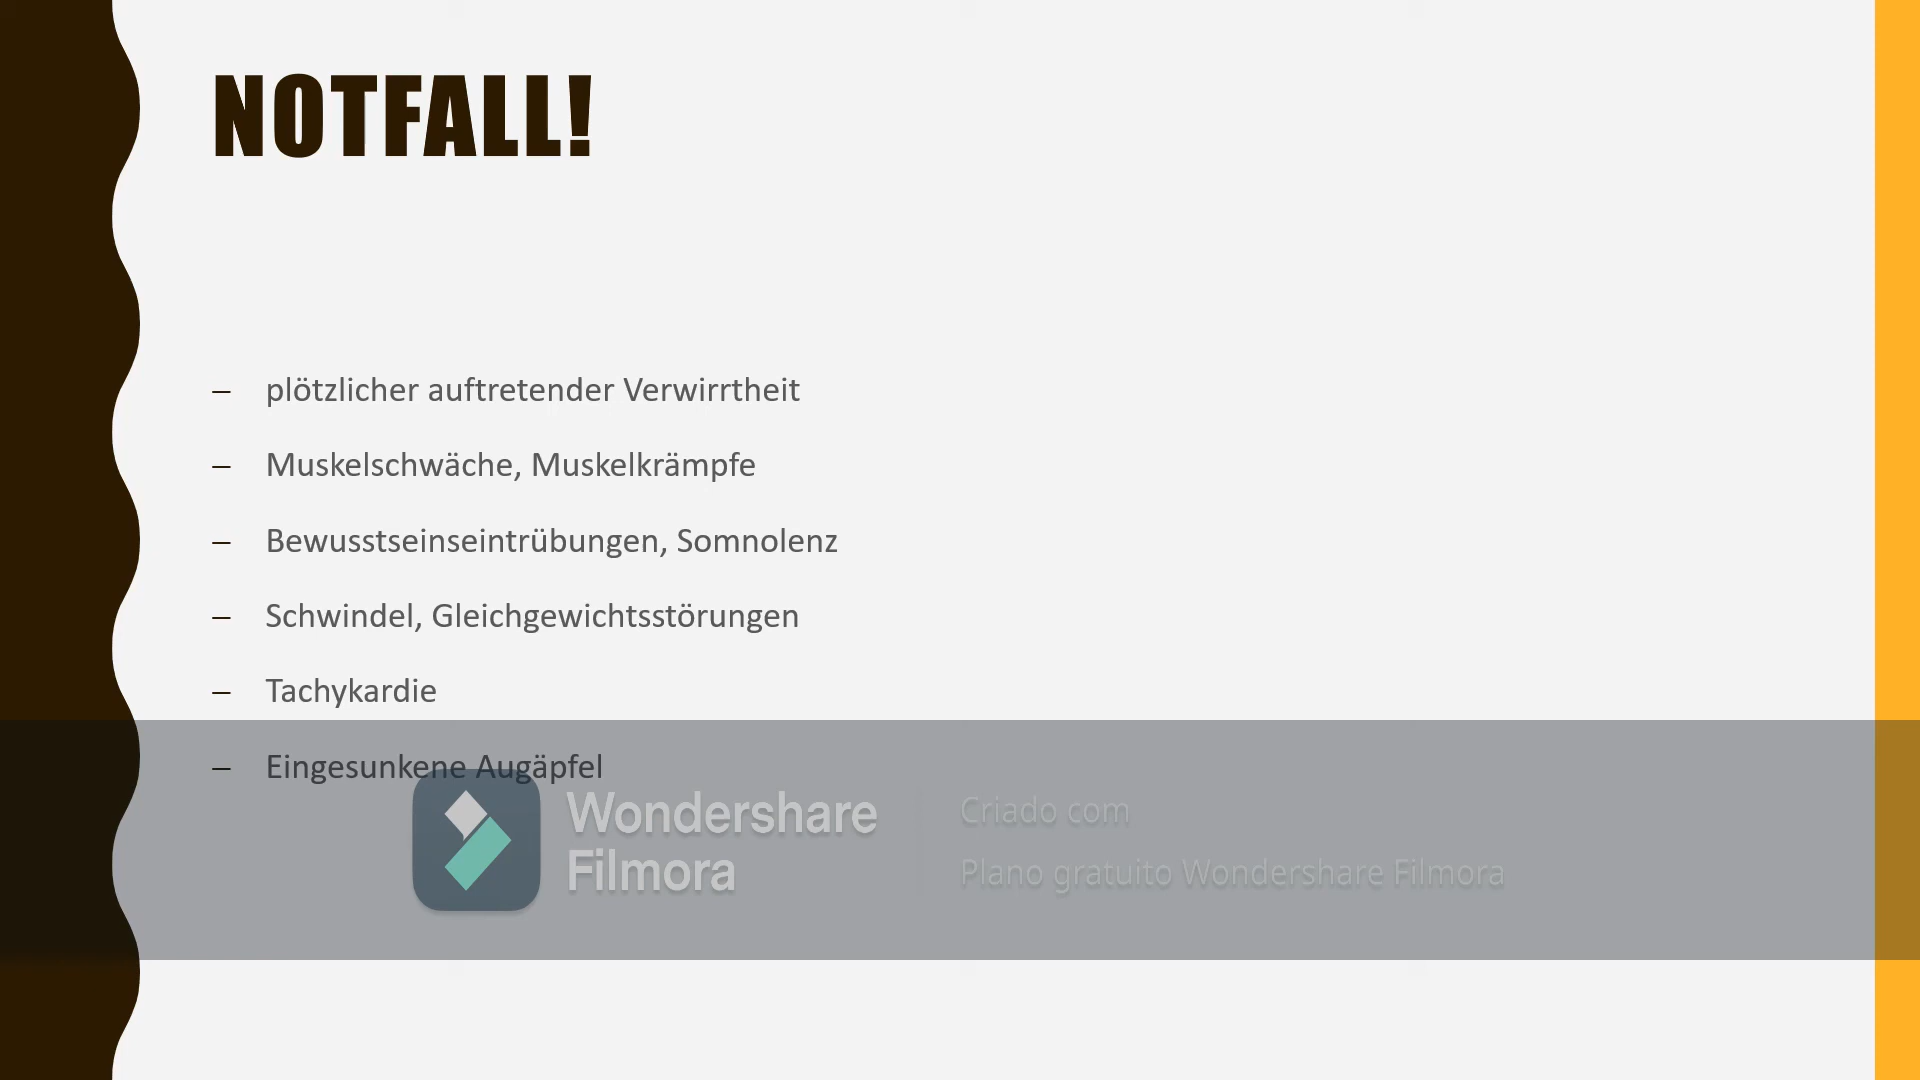 NOTFALL!
– plötzlicher auftretender Verwirrtheit
– Muskelschwäche, Muskelkrämpfe
– Bewusstseinseintrübungen, Somnolenz
– Schwindel, Gleichgewichtsstörungen
– Tachykardie
– Eingesunkene Augäpfel
Wondershare
Filmora
Criado com
Plano gratuito Wondershare Filmora